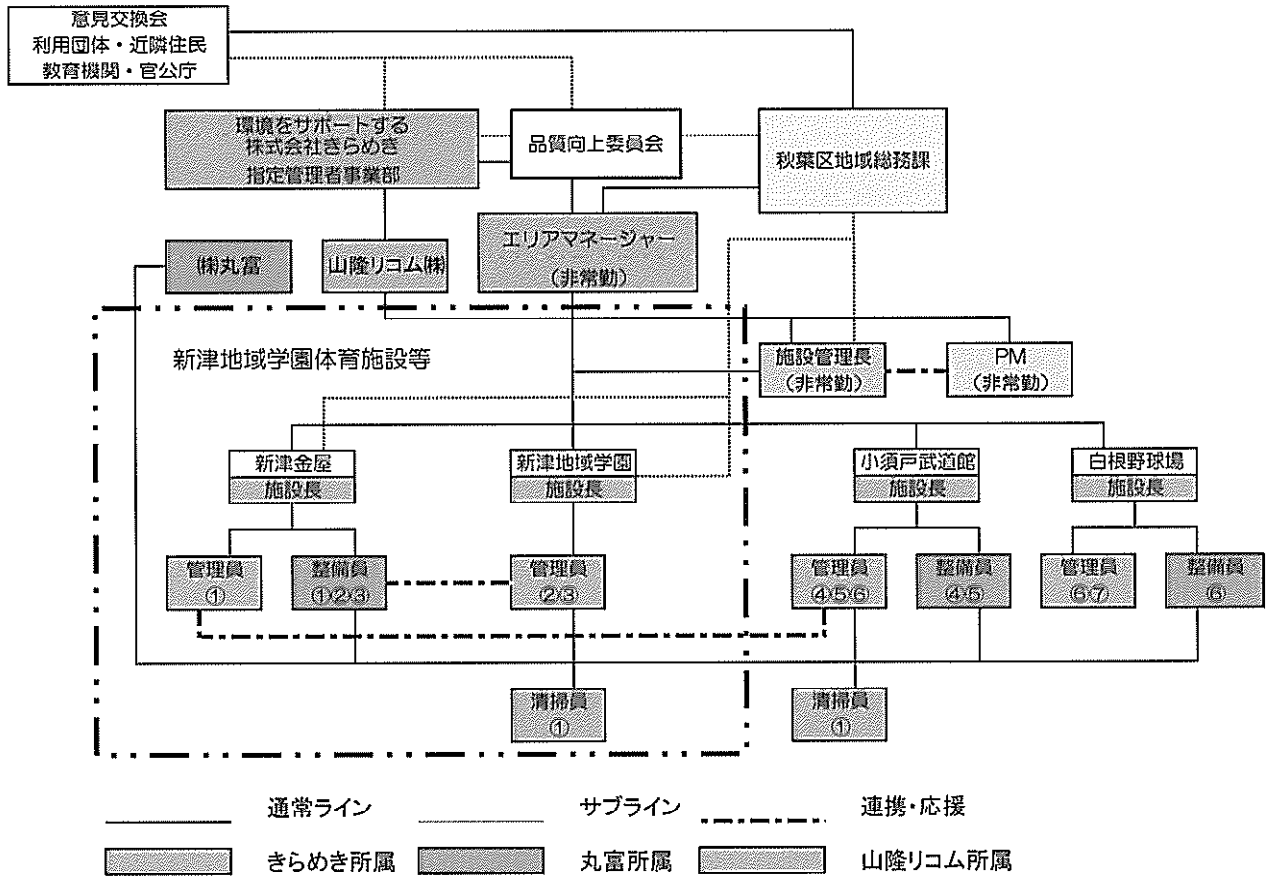 意見交換会
利用団体・近隣住民
教育機関・官公庁
環境をサポートする
株式会社きらめき
指定管理者事業部
品質向上委員会
秋葉区地域総務課
㈱丸富
山隆リコム㈱
エリアマネージャー
(非常勤)
新津地域学園体育施設等
施設管理長
(非常勤)
PM
(非常勤)
新津金屋
施設長
新津地域学園
施設長
小須戸武道館
施設長
白根野球場
施設長
管理員
①
整備員
①②③
管理員
②③
管理員
④⑤⑥
整備員
④⑤
管理員
⑥⑦
整備員
⑥
清掃員
①
清掃員
①
通常ライン
サブライン
連携・応援
きらめき所属
丸富所属
山隆リコム所属